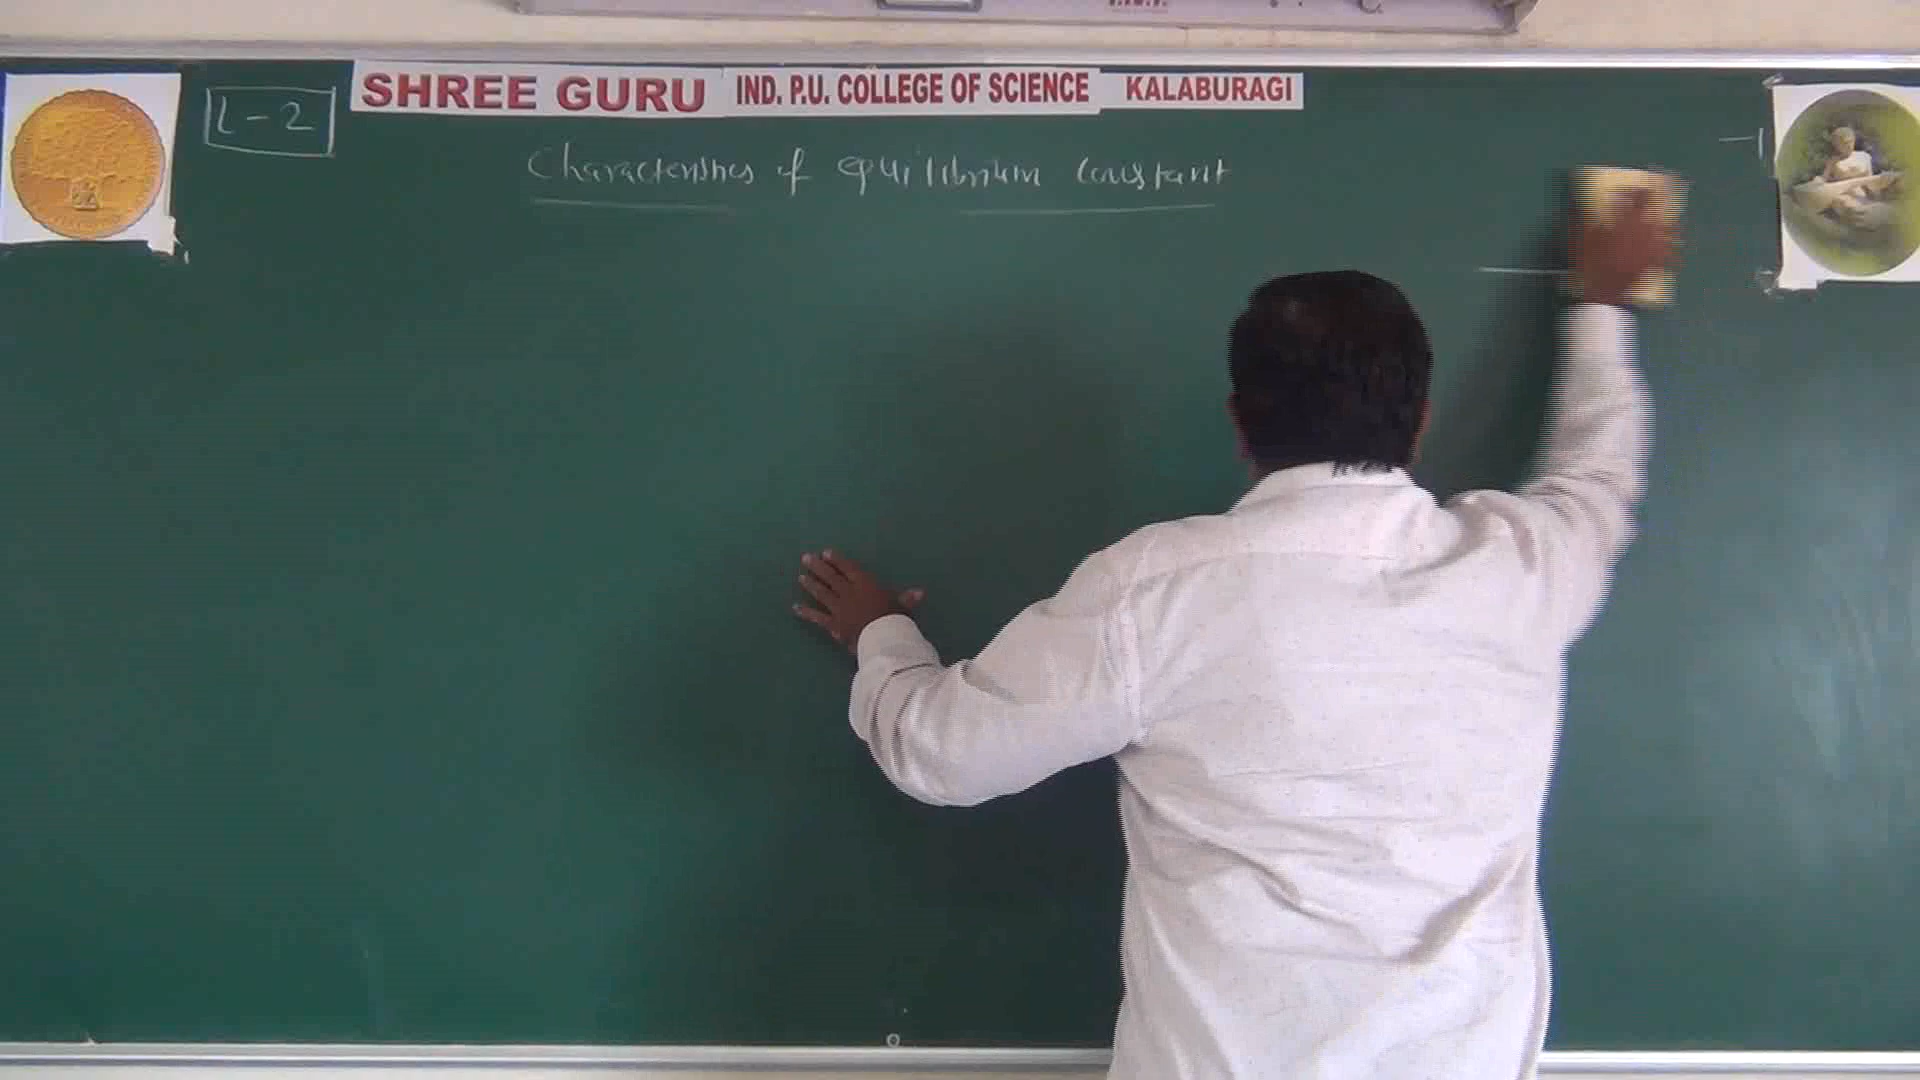 SHREE GURU IND. P.U. COLLEGE OF SCIENCE KALABURAGI
L-2
Characteristics of equilibrium constant